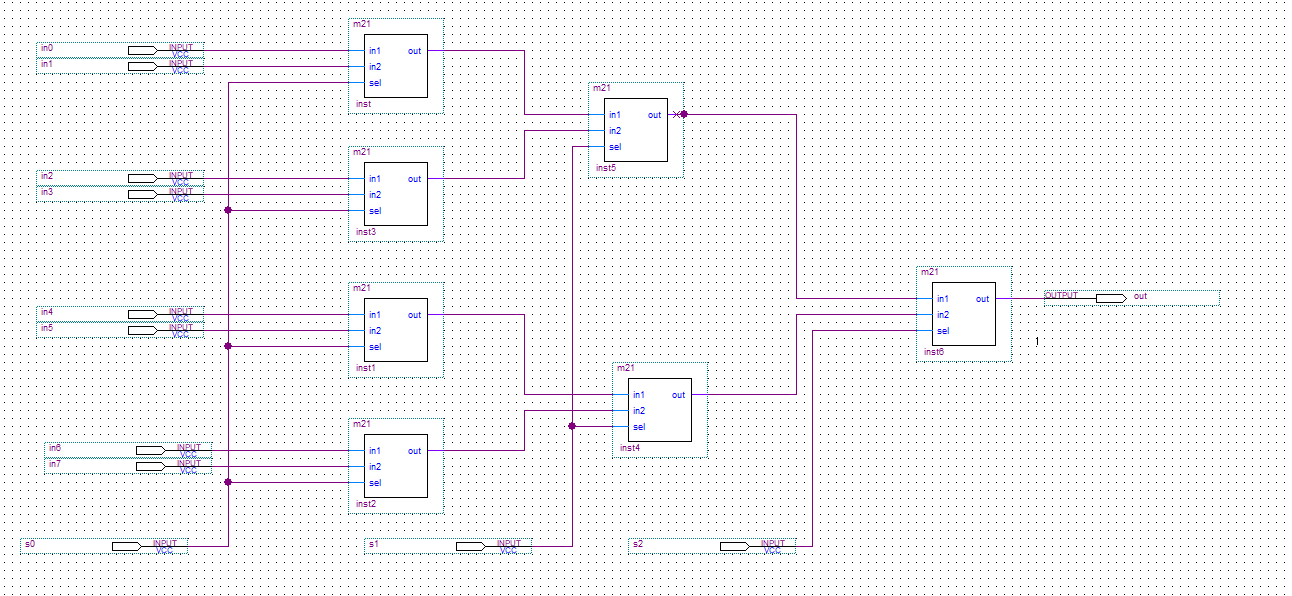 m21
in0 INPUT VCC
in1 INPUT VCC
in1 out
in2
sel
inst
m21
in1 out
in2
sel
inst5
m21
in2 INPUT VCC
in3 INPUT VCC
in1 out
in2
sel
inst3
m21
in1 out
in2
sel
inst6
OUTPUT out
m21
in4 INPUT VCC
in5 INPUT VCC
in1 out
in2
sel
inst1
m21
in1 out
in2
sel
inst4
m21
in6 INPUT VCC
in7 INPUT VCC
in1 out
in2
sel
inst2
s0 INPUT VCC
s1 INPUT VCC
s2 INPUT VCC